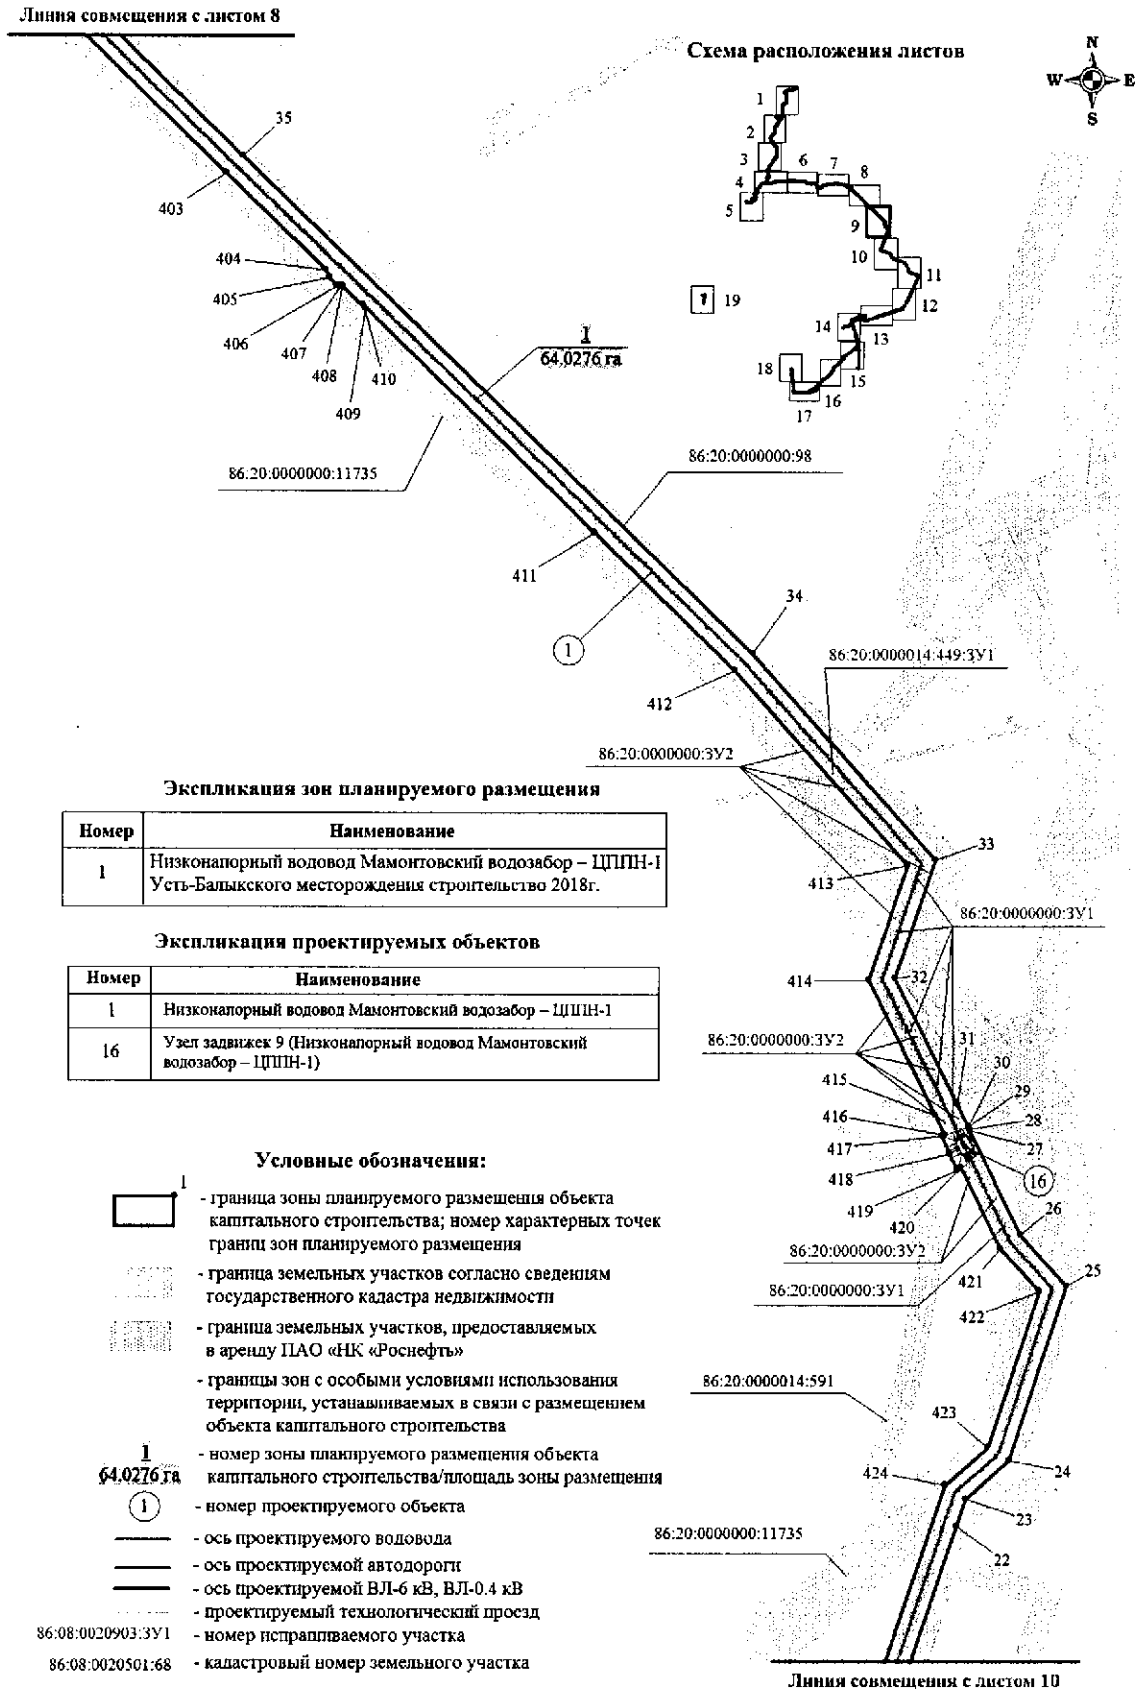 Линия совмещения с листом 8
Схема расположения листов
N
W E
S
1
2
3
4
5
6
7
8
9
10
11
12
13
14
15
16
17
18
19
35
403
404
405
406
407
408
409
410
1
64.0276 га
86:20:0000000:11735
86:20:0000000:98
411
34
1
86:20:0000014:449:ЗУ1
412
86:20:0000000:ЗУ2
33
413
86:20:0000000:ЗУ1
414
32
86:20:0000000:ЗУ2
31
30
415
29
416
28
417
27
418
16
419
26
420
86:20:0000000:ЗУ2
421
25
86:20:0000000:ЗУ1
422
86:20:0000014:591
423
424
24
23
86:20:0000000:11735
22
Экспликация зон планируемого размещения
Номер Наименование
1 Низконапорный водовод Мамонтовский водозабор – ЦППН-1
Усть-Балыкского месторождения строительство 2018г.
Экспликация проектируемых объектов
Номер Наименование
1 Низконапорный водовод Мамонтовский водозабор – ЦППН-1
16 Узел задвижек 9 (Низконапорный водовод Мамонтовский
водозабор – ЦППН-1)
Условные обозначения:
1
- граница зоны планируемого размещения объекта
капитального строительства; номер характерных точек
границ зон планируемого размещения
- граница земельных участков согласно сведениям
государственного кадастра недвижимости
- граница земельных участков, предоставляемых
в аренду ПАО «НК «Роснефть»
- границы зон с особыми условиями использования
территории, устанавливаемых в связи с размещением
объекта капитального строительства
1
64.0276 га
- номер зоны планируемого размещения объекта
капитального строительства/площадь зоны размещения
1 - номер проектируемого объекта
- ось проектируемого водовода
- ось проектируемой автодороги
- ось проектируемой ВЛ-6 кВ, ВЛ-0.4 кВ
- проектируемый технологический проезд
86:08:0020903:ЗУ1 - номер испрашиваемого участка
86:08:0020501:68 - кадастровый номер земельного участка
Линия совмещения с листом 10